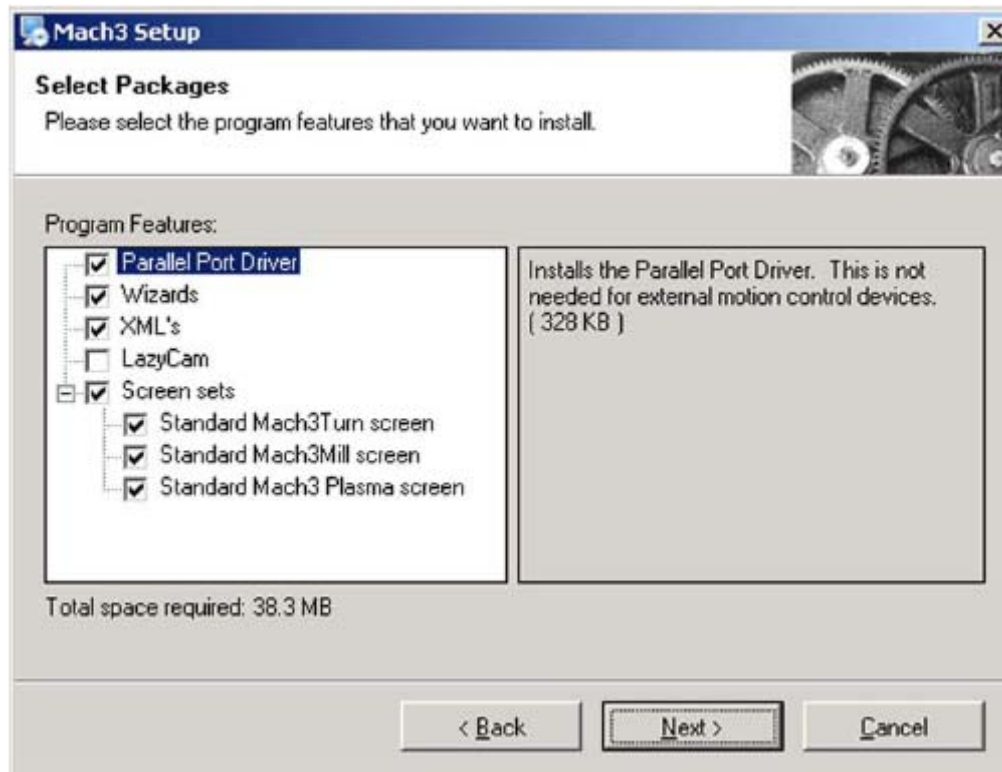 Mach3 Setup
Select Packages
Please select the program features that you want to install.
Program Features:
Parallel Port Driver
Wizards
XML's
LazyCam
Screen sets
Standard Mach3Turn screen
Standard Mach3Mill screen
Standard Mach3 Plasma screen
Installs the Parallel Port Driver. This is not
needed for external motion control devices.
( 328 KB )
Total space required: 38.3 MB
< Back
Next >
Cancel